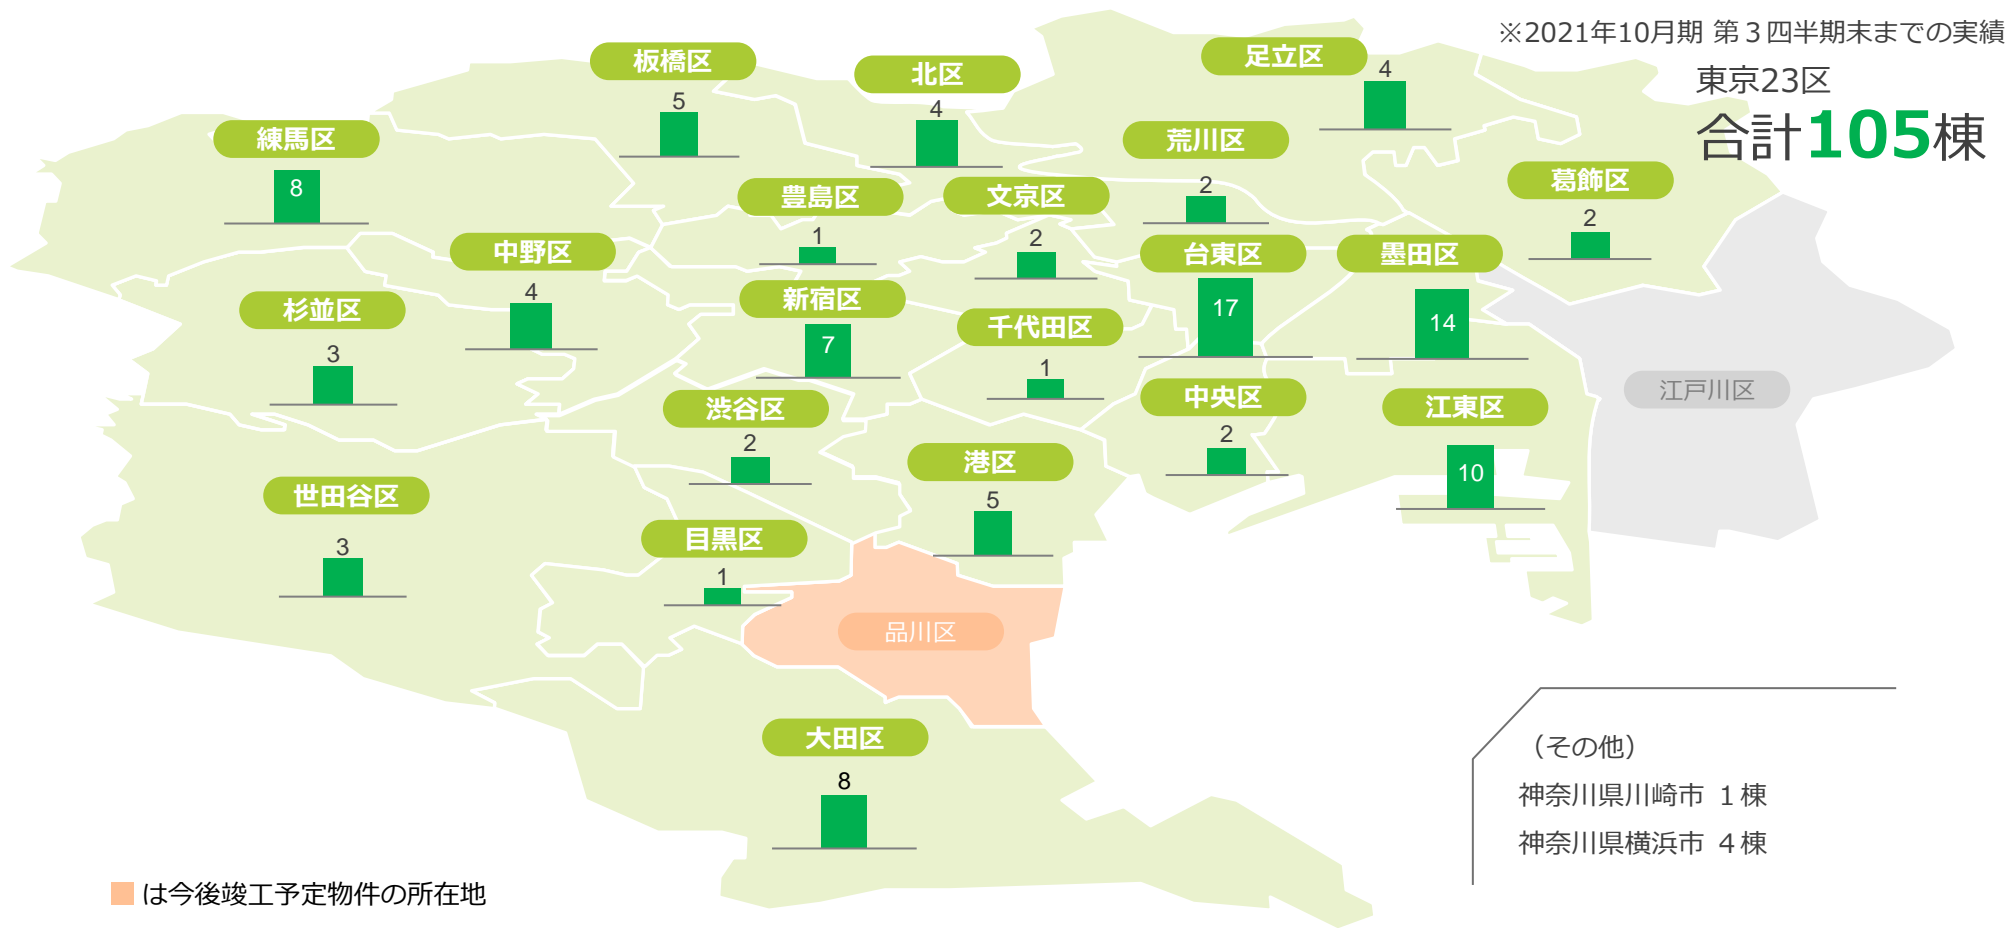 ※2021年10月期 第３四半期末までの実績
東京23区
合計105棟
板橋区
5
北区
4
足立区
4
練馬区
8
荒川区
2
葛飾区
2
豊島区
1
文京区
2
中野区
4
台東区
17
墨田区
14
杉並区
3
新宿区
7
千代田区
1
江戸川区
渋谷区
2
中央区
2
江東区
10
港区
5
世田谷区
3
目黒区
1
品川区
大田区
8
（その他）
神奈川県川崎市 １棟
神奈川県横浜市 ４棟
は今後竣工予定物件の所在地